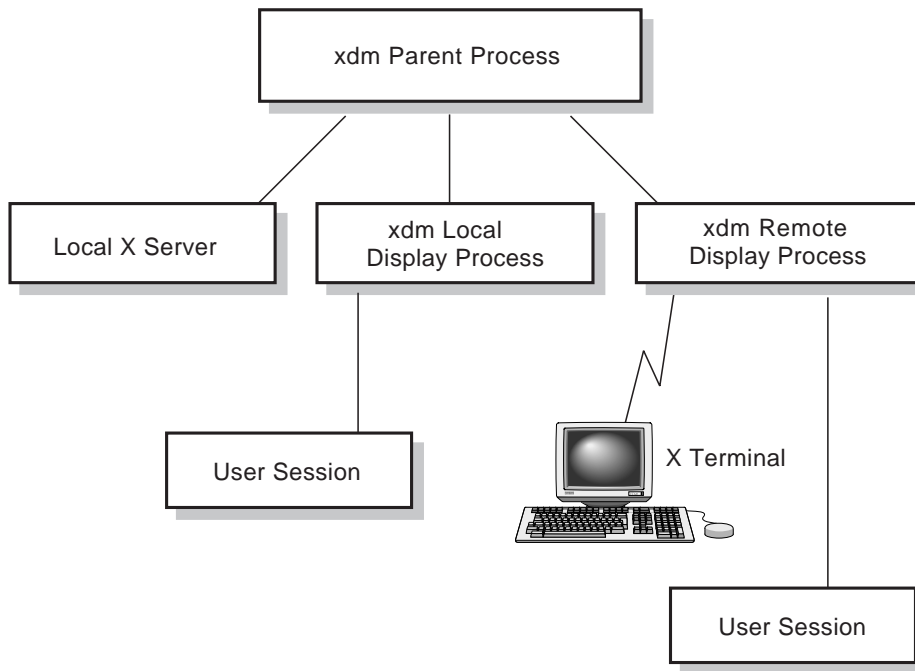 xdm Parent Process
Local X Server
xdm Local
Display Process
xdm Remote
Display Process
User Session
X Terminal
User Session